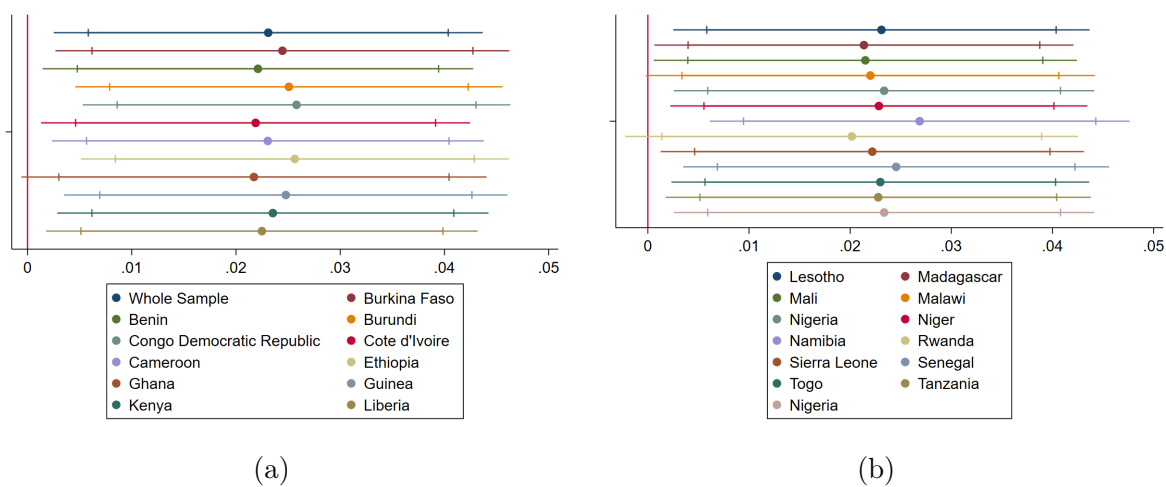 0 .01 .02 .03 .04 .05
Whole Sample Burkina Faso
Benin Burundi
Congo Democratic Republic Cote d'Ivoire
Cameroon Ethiopia
Ghana Guinea
Kenya Liberia
(a)
0 .01 .02 .03 .04 .05
Lesotho Madagascar
Mali Malawi
Nigeria Niger
Namibia Rwanda
Sierra Leone Senegal
Togo Tanzania
Nigeria
(b)